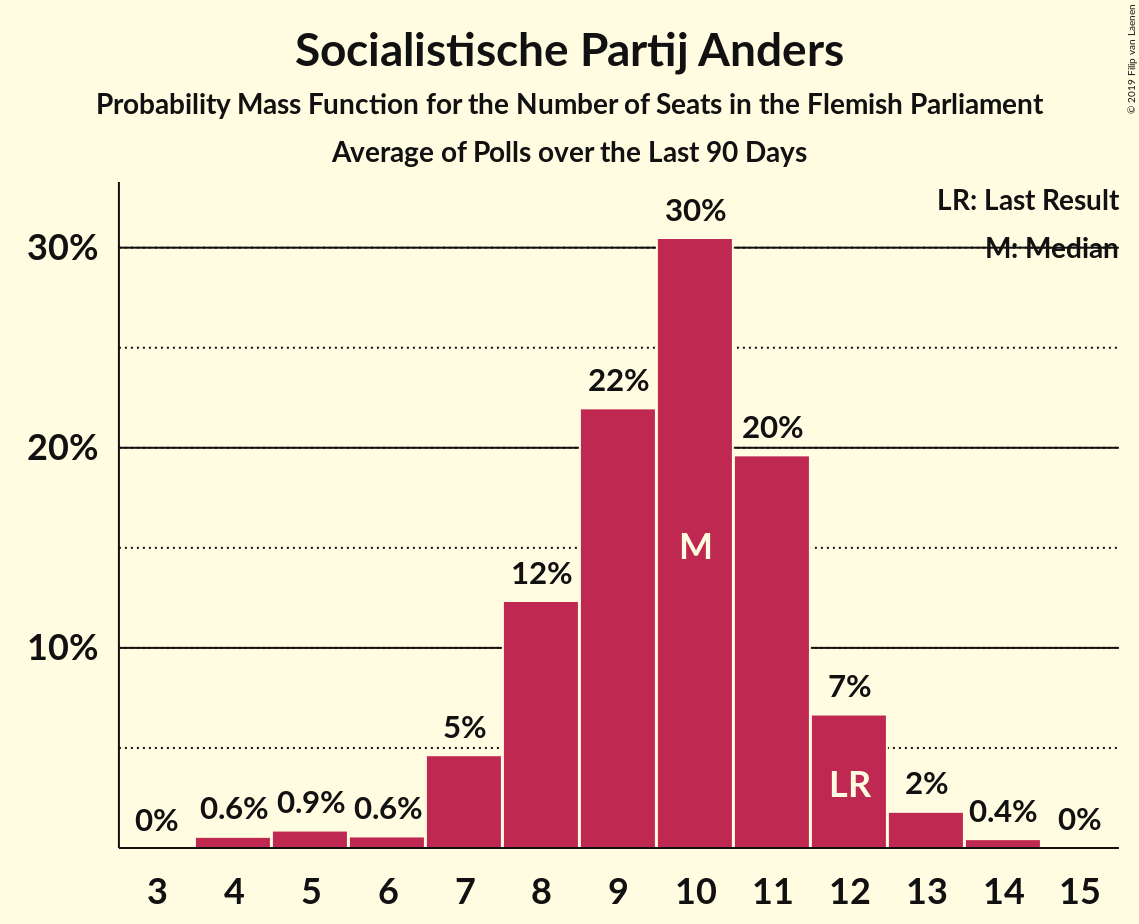 Socialistische Partij Anders
Probability Mass Function for the Number of Seats in the Flemish Parliament
Average of Polls over the Last 90 Days
© 2019 Filip van Laenen
LR: Last Result
M: Median
30%
20%
10%
0%
0.6%
0.9%
0.6%
5%
12%
22%
30%
20%
7%
2%
0.4%
0%
M
LR
3 4 5 6 7 8 9 10 11 12 13 14 15